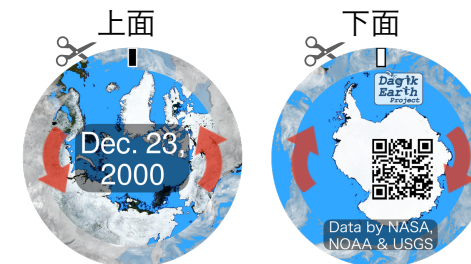 上面
下面
Dec. 23,
2000
Dagik
Earth
Project
Data by NASA,
NOAA & USGS